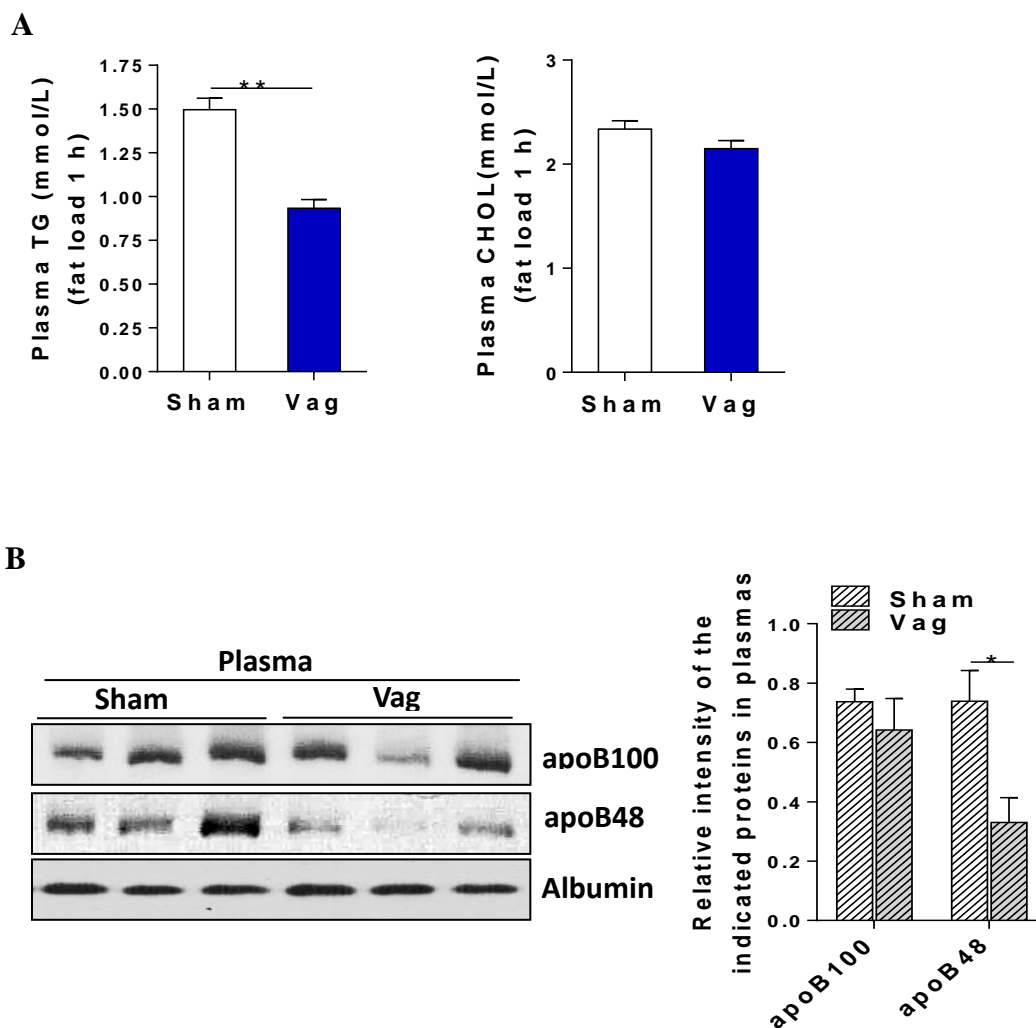 A
Plasma TG (mmol/L)
(fat load 1 h)
1.75
1.50
1.25
1.00
0.75
0.50
0.25
0.00
**
Sham Vag
Plasma CHOL(mmol/L)
(fat load 1 h)
3
2
1
0
Sham Vag
B
Plasma
Sham Vag
apoB100
apoB48
Albumin
Relative intensity of the
indicated proteins in plasmas
Sham
Vag
1.0
0.8
0.6
0.4
0.2
0.0
*
apoB100
apoB48